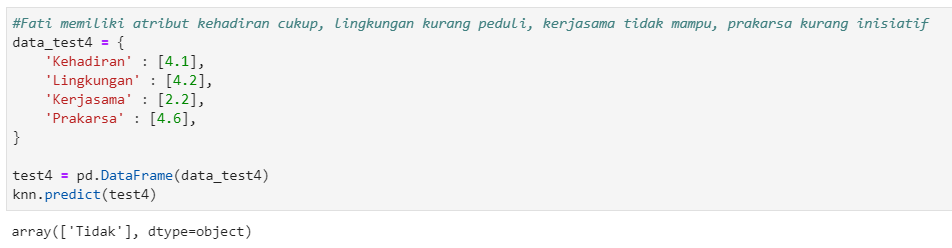 #Fati memiliki atribut kehadiran cukup, lingkungan kurang peduli, kerjasama tidak mampu, prakarsa kurang inisiatif
data_test4 = {
    'Kehadiran' : [4.1],
    'Lingkungan' : [4.2],
    'Kerjasama' : [2.2],
    'Prakarsa' : [4.6],
}
test4 = pd.DataFrame(data_test4)
knn.predict(test4)
array(['Tidak'], dtype=object)